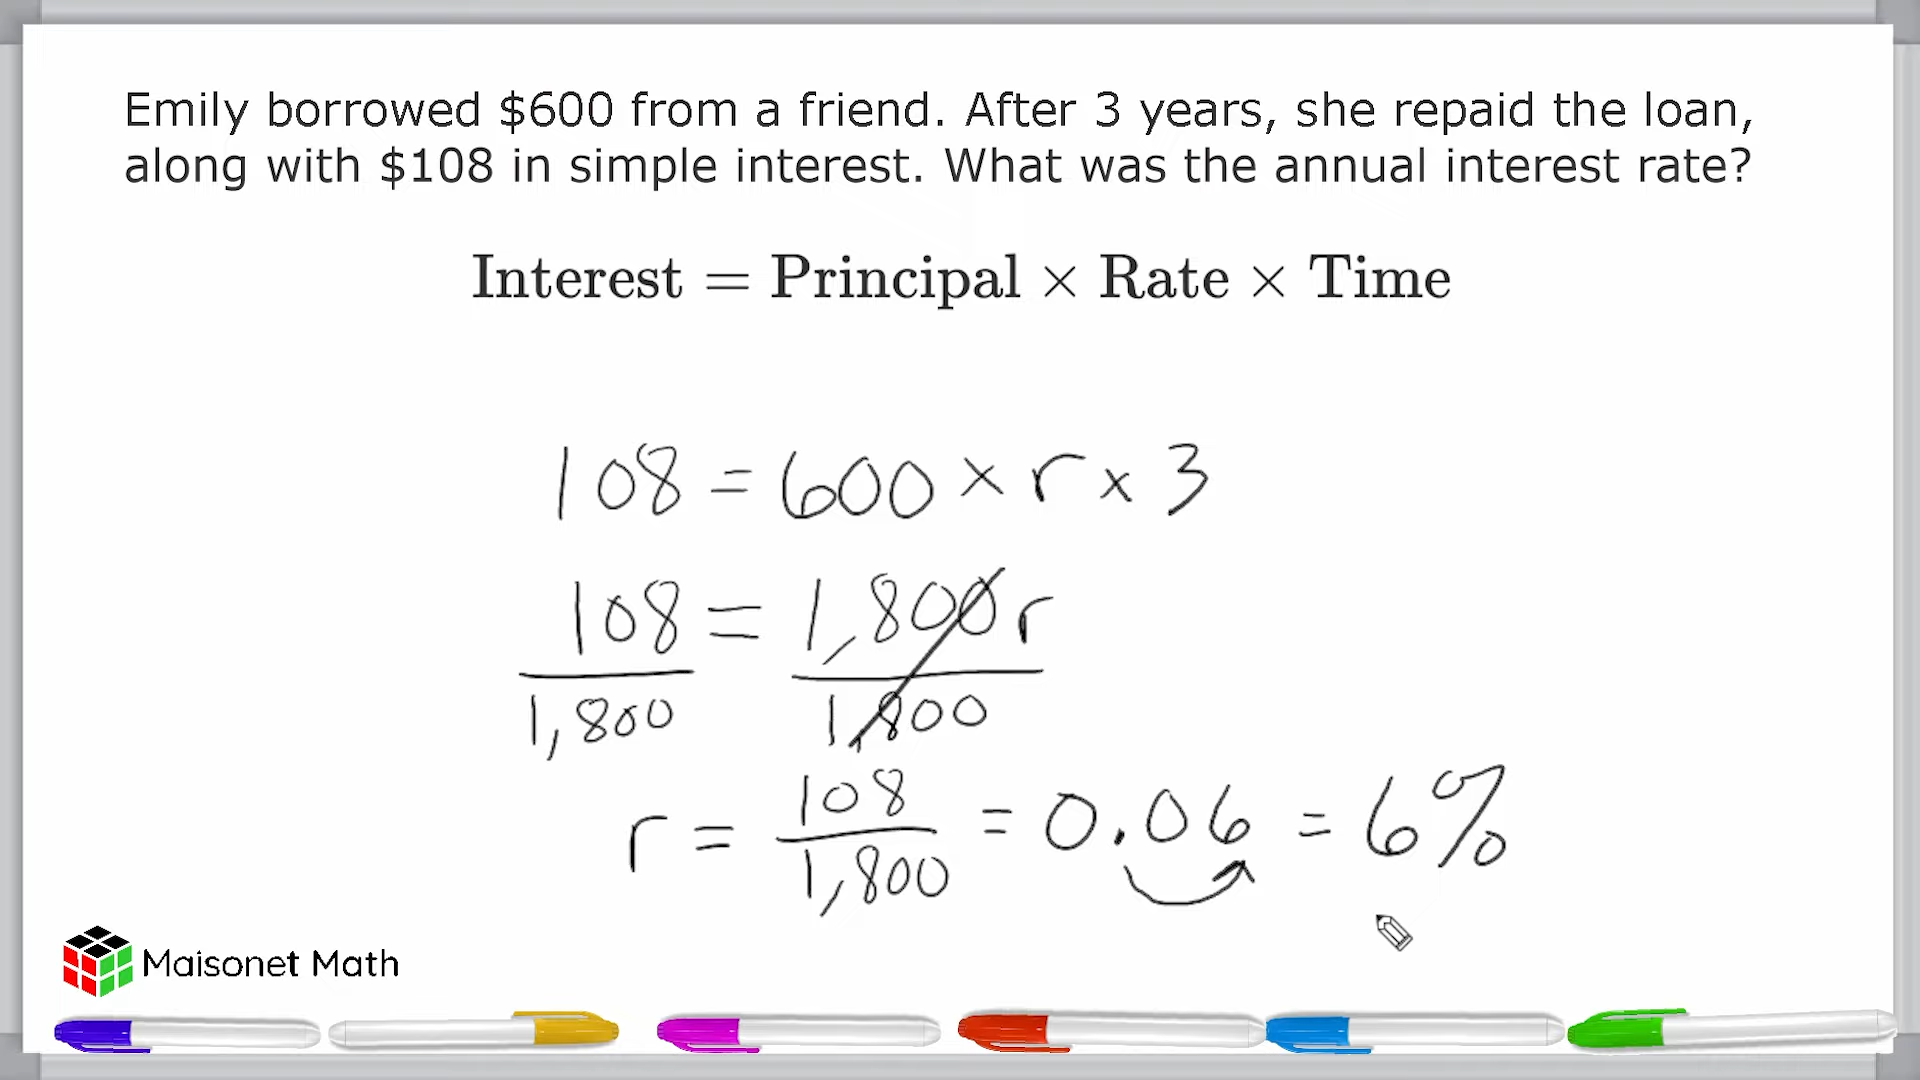 Emily borrowed $600 from a friend. After 3 years, she repaid the loan,
along with $108 in simple interest. What was the annual interest rate?
Interest = Principal × Rate × Time
108 = 600 × r × 3
108 = 1,800r
1,800 1,800
r = 108/1,800 = 0.06 = 6%
Maisonet Math